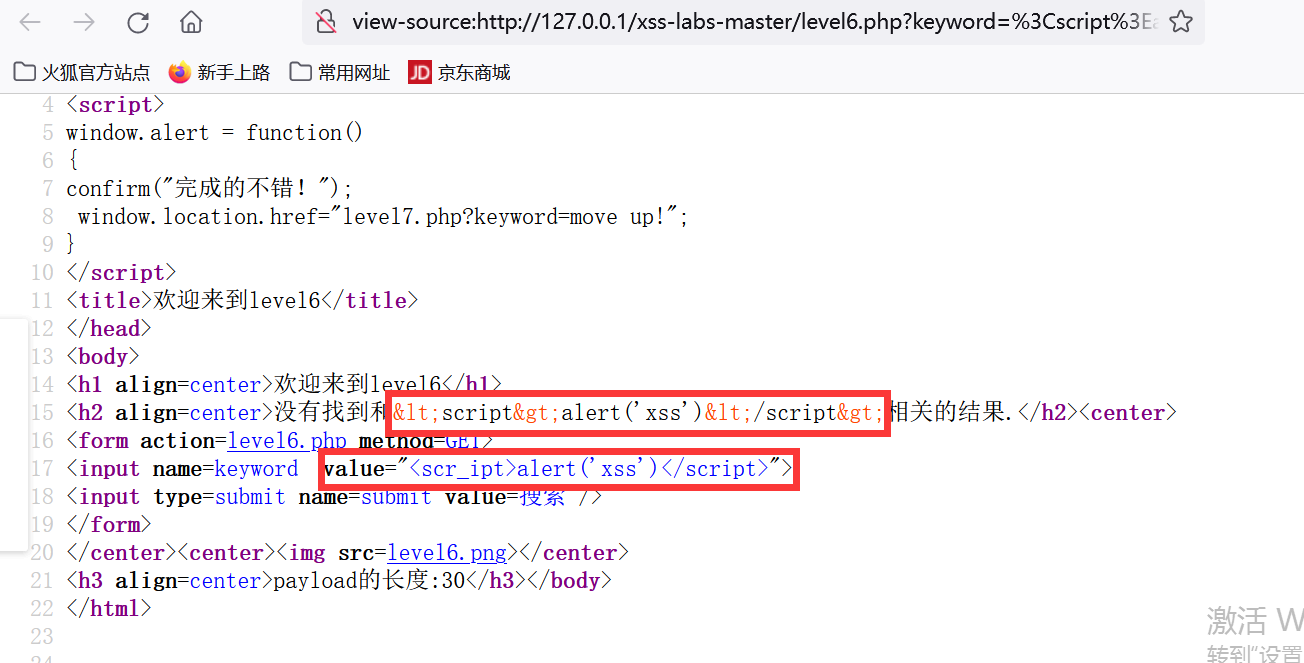 view-source:http://127.0.0.1/xss-labs-master/level6.php?keyword=%3Cscript%3Ea
火狐官方站点 新手上路 常用网址 JD 京东商城
4 <script>
5 window.alert = function()
6 {
7 confirm("完成的不错！");
8 window.location.href="level7.php?keyword=move up!";
9 }
10 </script>
11 <title>欢迎来到level6</title>
12 </head>
13 <body>
14 <h1 align=center>欢迎来到level6</h1>
15 <h2 align=center>没有找到和&lt;script&gt;alert('xss')&lt;/script&gt;相关的结果.</h2><center>
16 <form action=level6.php method=GET>
17 <input name=keyword value="<scr_ipt>alert('xss')</script>">
18 <input type=submit name=submit value=搜索 />
19 </form>
20 </center><center><img src=level6.png></center>
21 <h3 align=center>payload的长度:30</h3></body>
22 </html>
23
24
激活 W
转到"设置